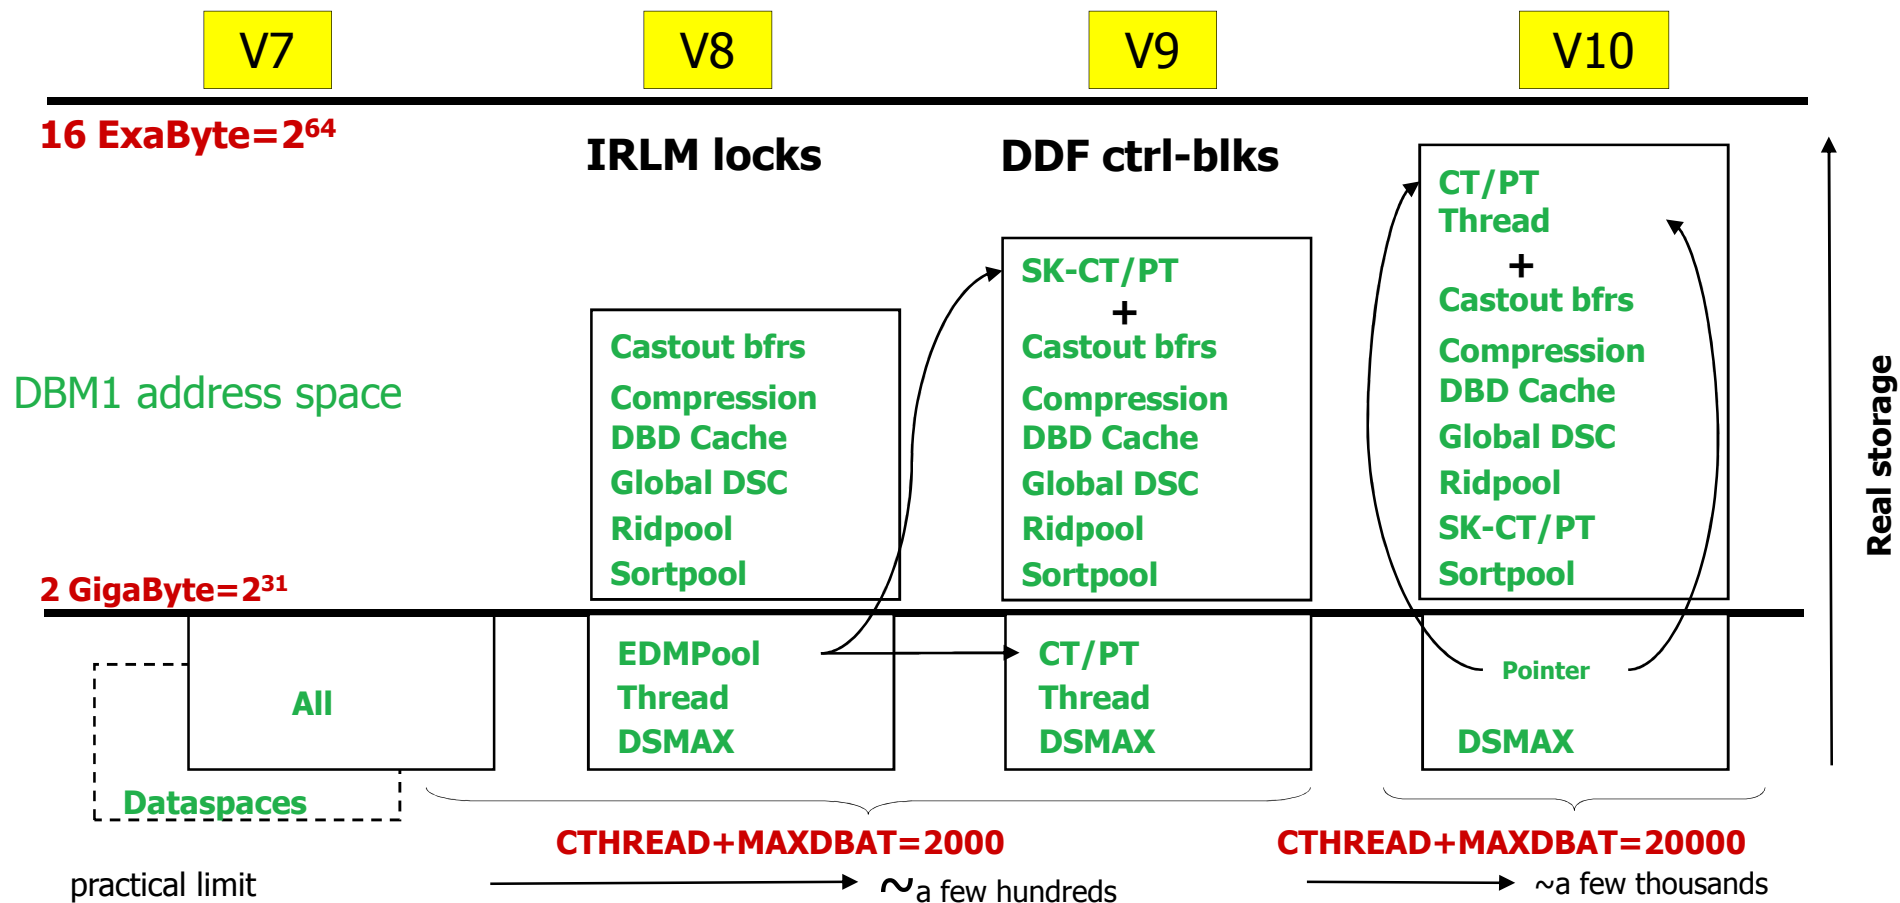 V7
V8
V9
V10
16 ExaByte=2⁶⁴
IRLM locks
DDF ctrl-blks
DBM1 address space
Castout bfrs
Compression
DBD Cache
Global DSC
Ridpool
Sortpool
SK-CT/PT
+
Castout bfrs
Compression
DBD Cache
Global DSC
Ridpool
Sortpool
CT/PT
Thread
+
Castout bfrs
Compression
DBD Cache
Global DSC
Ridpool
SK-CT/PT
Sortpool
Real storage
2 GigaByte=2³¹
All
Dataspaces
EDMPool
Thread
DSMAX
CT/PT
Thread
DSMAX
Pointer
DSMAX
CTHREAD+MAXDBAT=2000
CTHREAD+MAXDBAT=20000
practical limit
~a few hundreds
~a few thousands